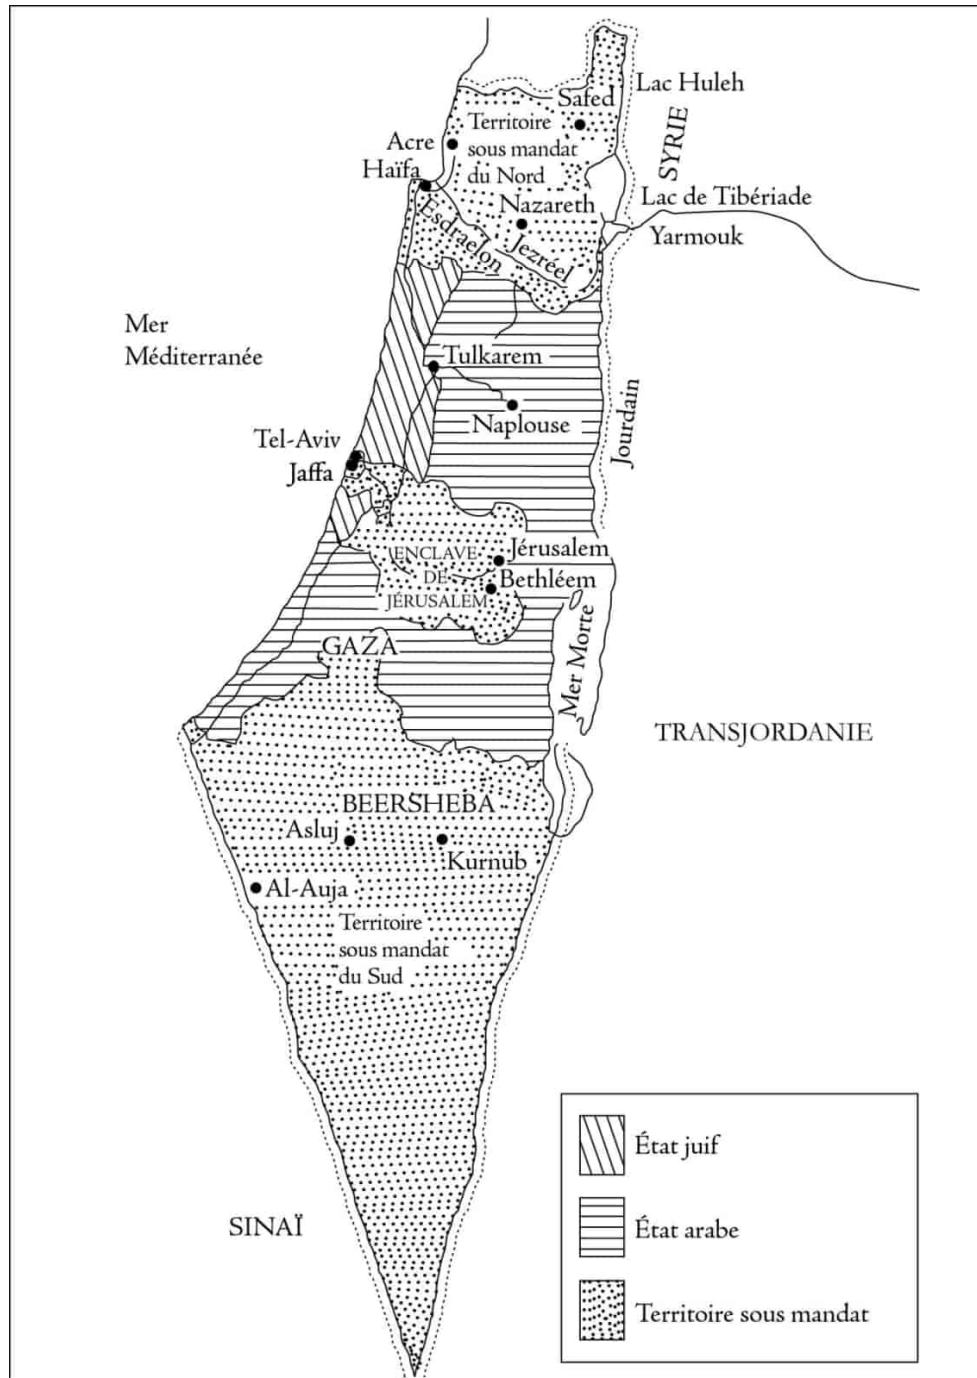 Lac Huleh
Safed
Territoire
sous mandat
du Nord
Acre
Haïfa
SYRIE
Lac de Tibériade
Nazareth
Yarmouk
Esdraelon
Jezréel
Mer
Méditerranée
Tulkarem
Naplouse
Jourdain
Tel-Aviv
Jaffa
Jérusalem
ENCLAVE
DE
JÉRUSALEM
Bethléem
GAZA
Mer Morte
TRANSJORDANIE
BEERSHEBA
Asluj
Kurnub
Al-Auja
Territoire
sous mandat
du Sud
SINAÏ
État juif
État arabe
Territoire sous mandat